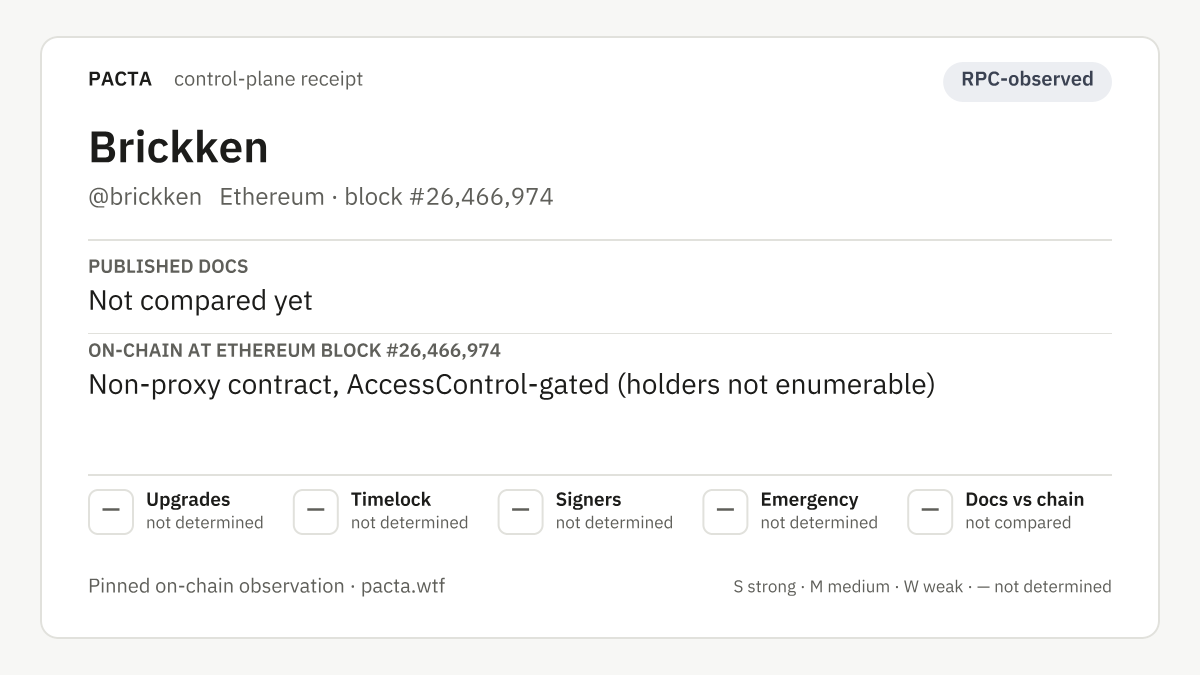 PACTA control-plane receipt
RPC-observed
Brickken
@brickken Ethereum · block #26,466,974
PUBLISHED DOCS
Not compared yet
ON-CHAIN AT ETHEREUM BLOCK #26,466,974
Non-proxy contract, AccessControl-gated (holders not enumerable)
— Upgrades
not determined
— Timelock
not determined
— Signers
not determined
— Emergency
not determined
— Docs vs chain
not compared
Pinned on-chain observation · pacta.wtf
S strong · M medium · W weak · — not determined